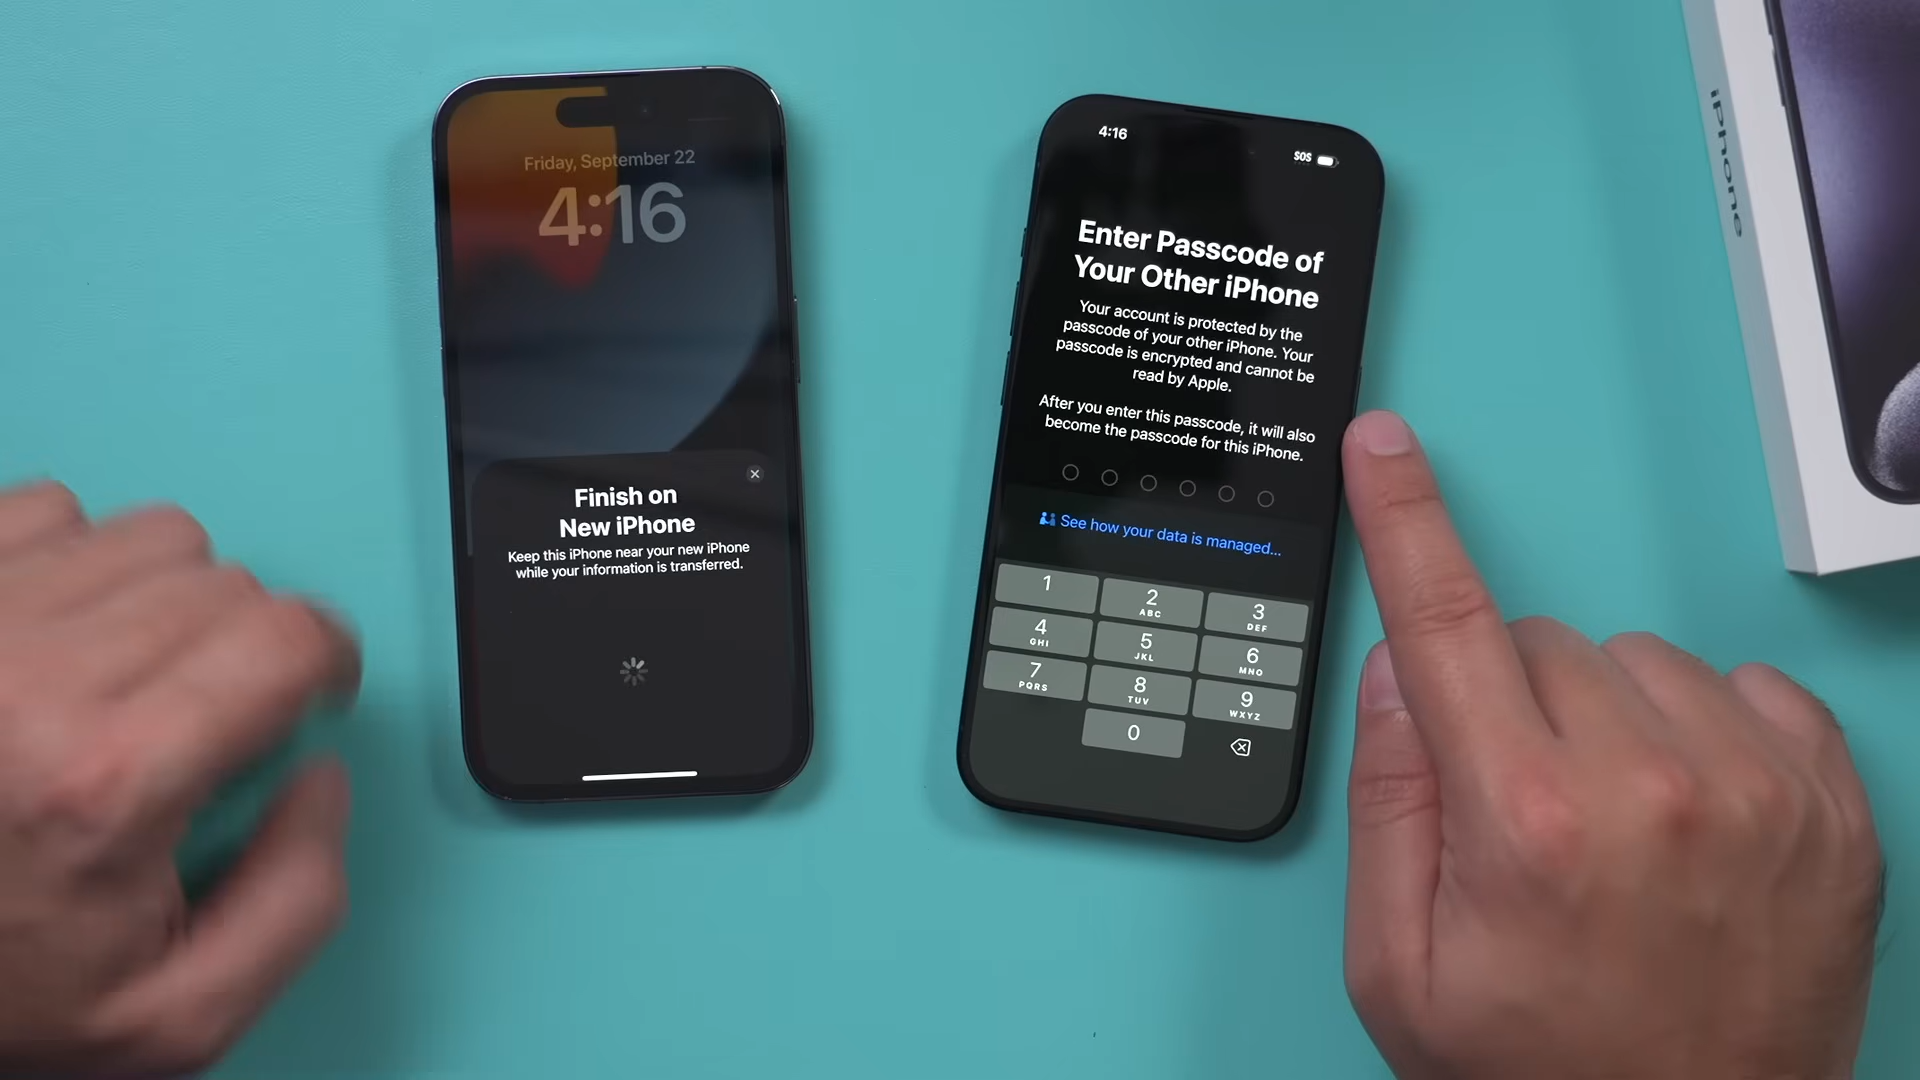 Friday, September 22
4:16
Finish on
New iPhone
Keep this iPhone near your new iPhone
while your information is transferred.
4:16
SOS
Enter Passcode of
Your Other iPhone
Your account is protected by the
passcode of your other iPhone. Your
passcode is encrypted and cannot be
read by Apple.
After you enter this passcode, it will also
become the passcode for this iPhone.
See how your data is managed...
1
2
ABC
3
DEF
4
GHI
5
JKL
6
MNO
7
PQRS
8
TUV
9
WXYZ
0
iPhone